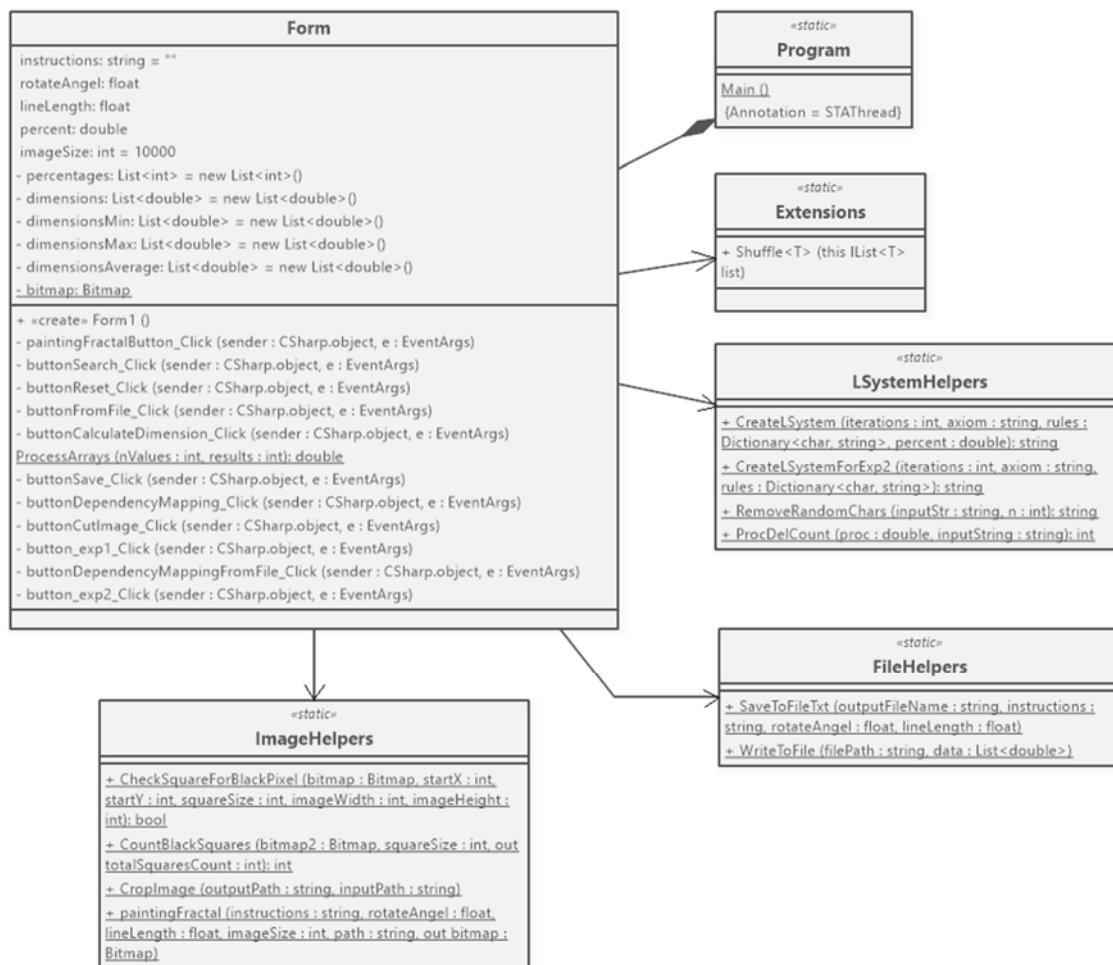 Form
instructions: string = ""
rotateAngel: float
lineLength: float
percent: double
imageSize: int = 10000
- percentages: List<int> = new List<int>()
- dimensions: List<double> = new List<double>()
- dimensionsMin: List<double> = new List<double>()
- dimensionsMax: List<double> = new List<double>()
- dimensionsAverage: List<double> = new List<double>()
- bitmap: Bitmap
+ «create» Form1 ()
- paintingFractalButton_Click (sender : CSharp.object, e : EventArgs)
- buttonSearch_Click (sender : CSharp.object, e : EventArgs)
- buttonReset_Click (sender : CSharp.object, e : EventArgs)
- buttonFromFile_Click (sender : CSharp.object, e : EventArgs)
- buttonCalculateDimension_Click (sender : CSharp.object, e : EventArgs)
ProcessArrays (nValues : int, results : int): double
- buttonSave_Click (sender : CSharp.object, e : EventArgs)
- buttonDependencyMapping_Click (sender : CSharp.object, e : EventArgs)
- buttonCutImage_Click (sender : CSharp.object, e : EventArgs)
- button_exp1_Click (sender : CSharp.object, e : EventArgs)
- buttonDependencyMappingFromFile_Click (sender : CSharp.object, e : EventArgs)
- button_exp2_Click (sender : CSharp.object, e : EventArgs)
«static»
Program
Main ()
{Annotation = STAThread}
«static»
Extensions
+ Shuffle<T> (this IList<T>
list)
«static»
LSystemHelpers
+ CreateLSystem (iterations : int, axiom : string, rules :
Dictionary<char, string>, percent : double): string
+ CreateLSystemForExp2 (iterations : int, axiom : string,
rules : Dictionary<char, string>): string
+ RemoveRandomChars (inputStr : string, n : int): string
+ ProcDelCount (proc : double, inputString : string): int
«static»
FileHelpers
+ SaveToFileTxt (outputFileName : string, instructions :
string, rotateAngel : float, lineLength : float)
+ WriteToFile (filePath : string, data : List<double>)
«static»
ImageHelpers
+ CheckSquareForBlackPixel (bitmap : Bitmap, startX : int,
startY : int, squareSize : int, imageWidth : int, imageHeight :
int): bool
+ CountBlackSquares (bitmap2 : Bitmap, squareSize : int, out
totalSquaresCount : int): int
+ CropImage (outputPath : string, inputPath : string)
+ paintingFractal (instructions : string, rotateAngel : float,
lineLength : float, imageSize : int, path : string, out bitmap :
Bitmap)